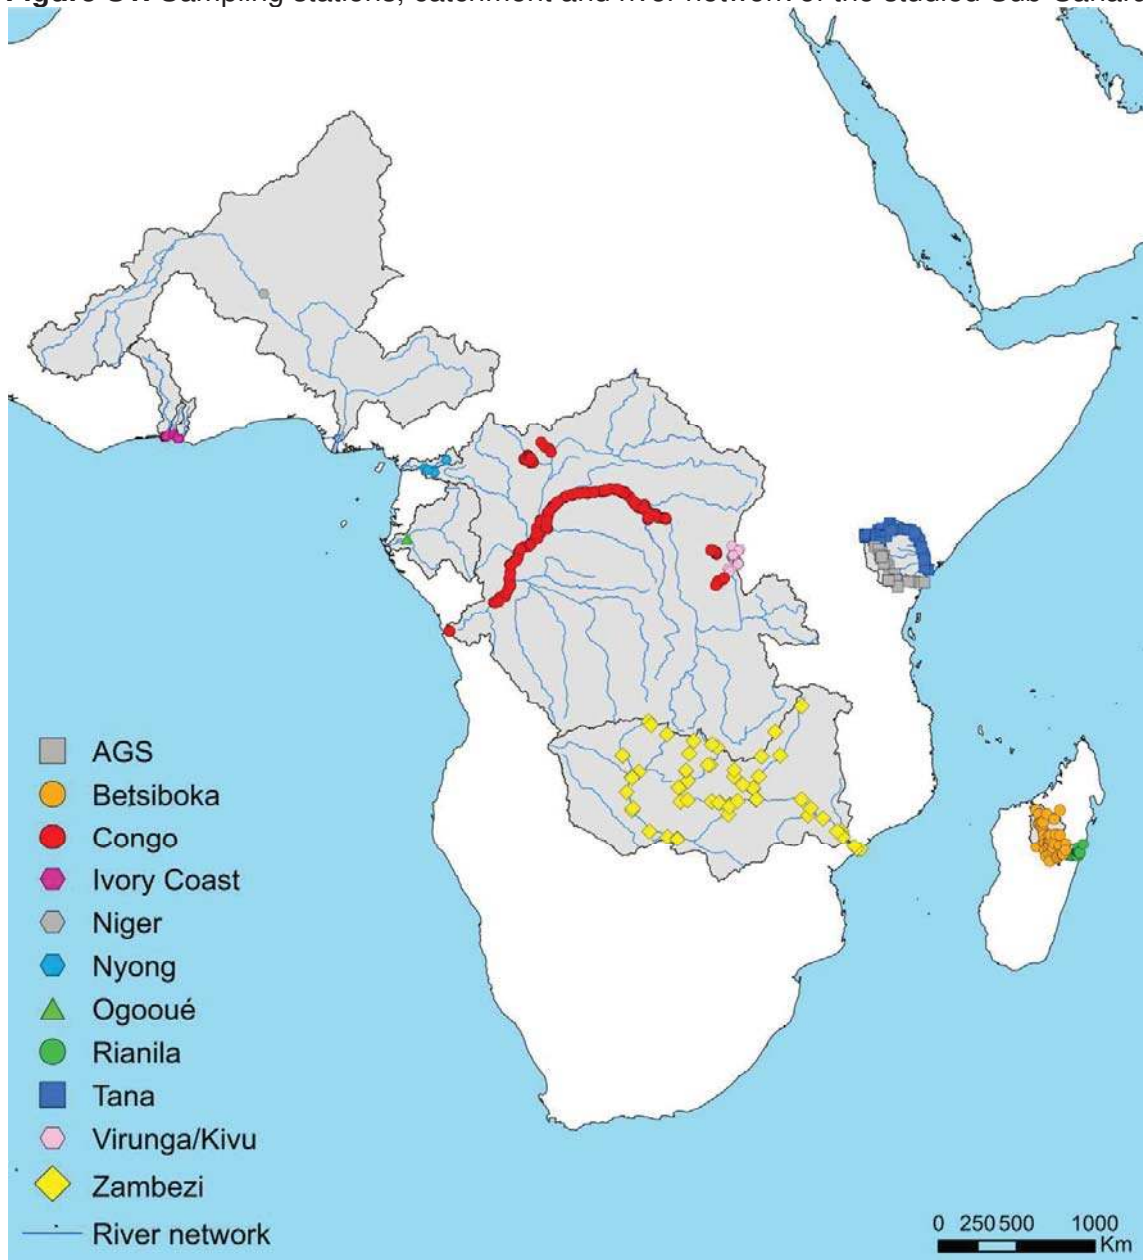 Sampling stations, catchment and river network of the studied Sub-Saharan
AGS
Betsiboka
Congo
Ivory Coast
Niger
Nyong
Ogooué
Rianila
Tana
Virunga/Kivu
Zambezi
River network
0 250 500 1000
Km